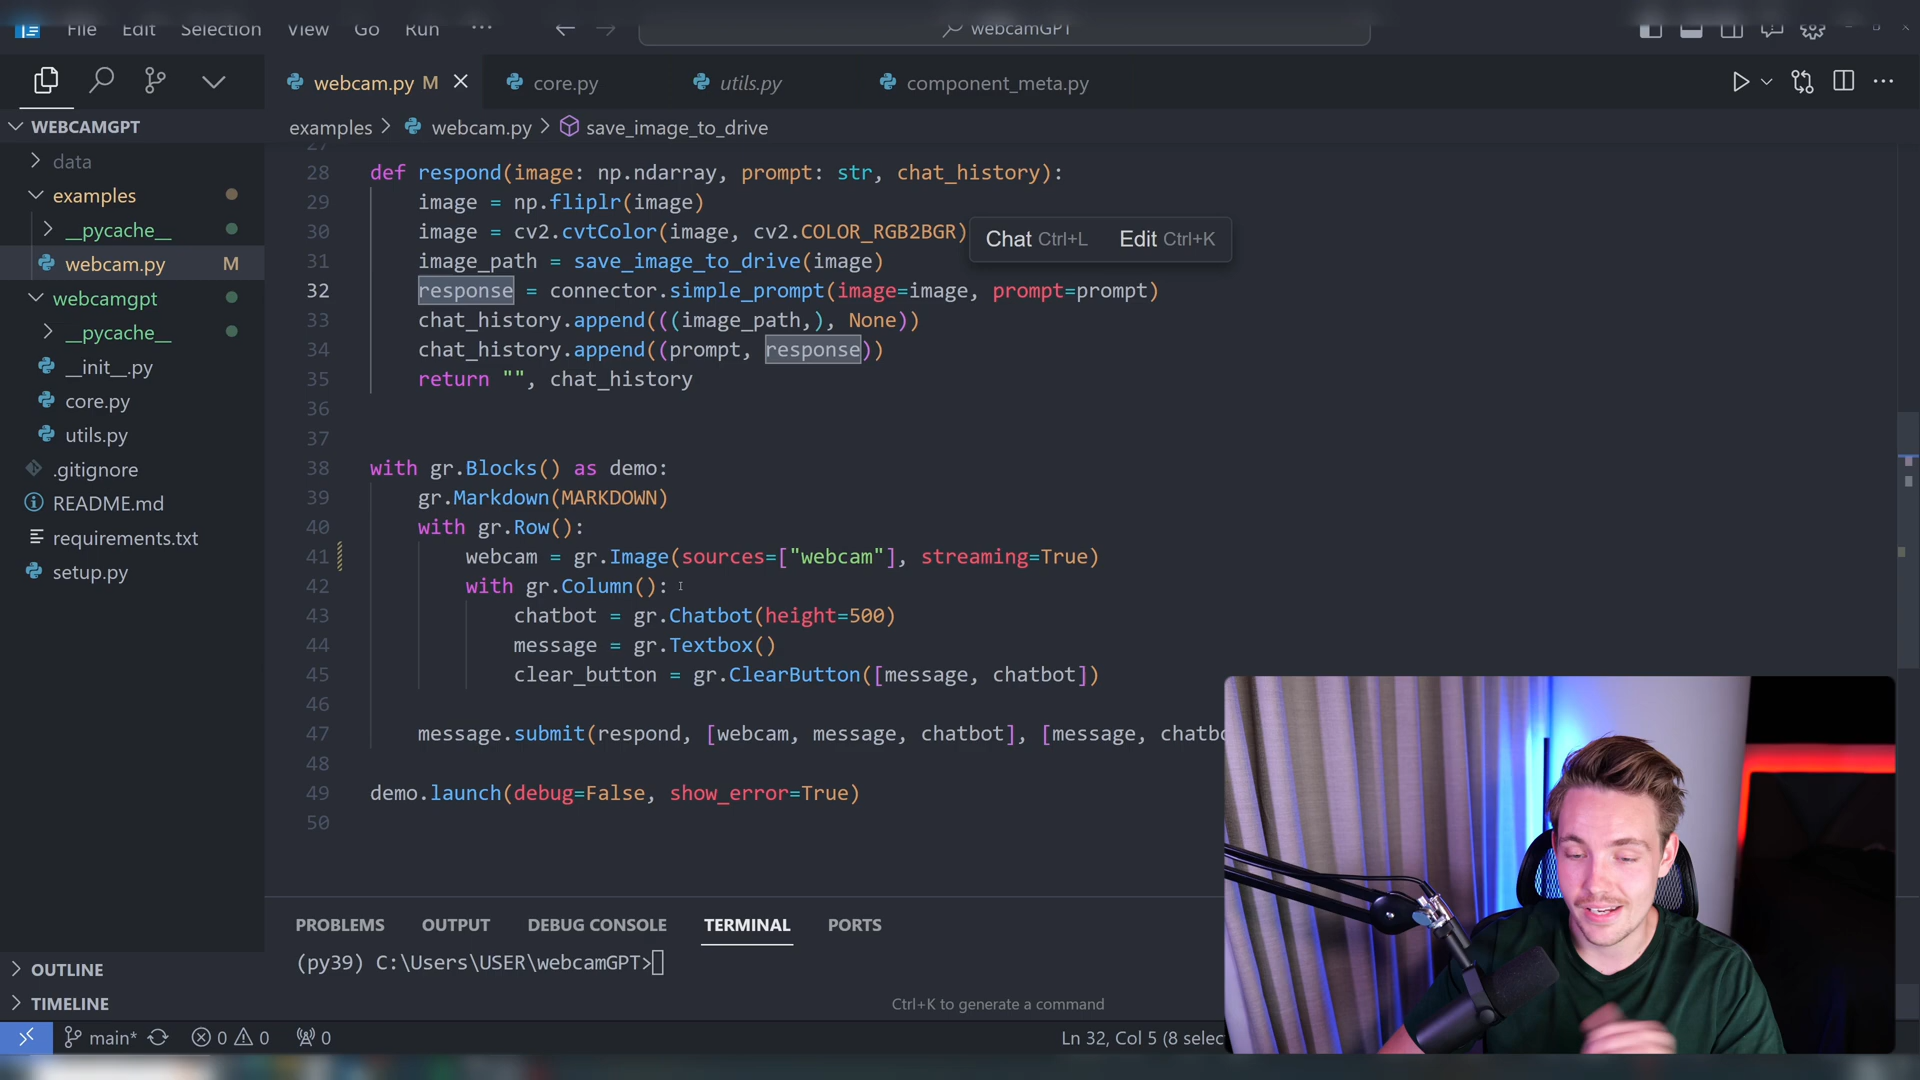 File Edit Selection View Go Run ··· webcamGPT
webcam.py M core.py utils.py component_meta.py
WEBCAMGPT
data
examples
__pycache__
webcam.py M
webcamgpt
__pycache__
__init__.py
core.py
utils.py
.gitignore
README.md
requirements.txt
setup.py
OUTLINE
TIMELINE
examples > webcam.py > save_image_to_drive
27
28 def respond(image: np.ndarray, prompt: str, chat_history):
29 image = np.fliplr(image)
30 image = cv2.cvtColor(image, cv2.COLOR_RGB2BGR)
Chat Ctrl+L Edit Ctrl+K
31 image_path = save_image_to_drive(image)
32 response = connector.simple_prompt(image=image, prompt=prompt)
33 chat_history.append(((image_path,), None))
34 chat_history.append((prompt, response))
35 return "", chat_history
36
37
38 with gr.Blocks() as demo:
39 gr.Markdown(MARKDOWN)
40 with gr.Row():
41 webcam = gr.Image(sources=["webcam"], streaming=True)
42 with gr.Column():
43 chatbot = gr.Chatbot(height=500)
44 message = gr.Textbox()
45 clear_button = gr.ClearButton([message, chatbot])
46
47 message.submit(respond, [webcam, message, chatbot], [message, chatbo
48
49 demo.launch(debug=False, show_error=True)
50
PROBLEMS OUTPUT DEBUG CONSOLE TERMINAL PORTS
(py39) C:\Users\USER\webcamGPT>
Ctrl+K to generate a command
main* 0 0 0 Ln 32, Col 5 (8 selec